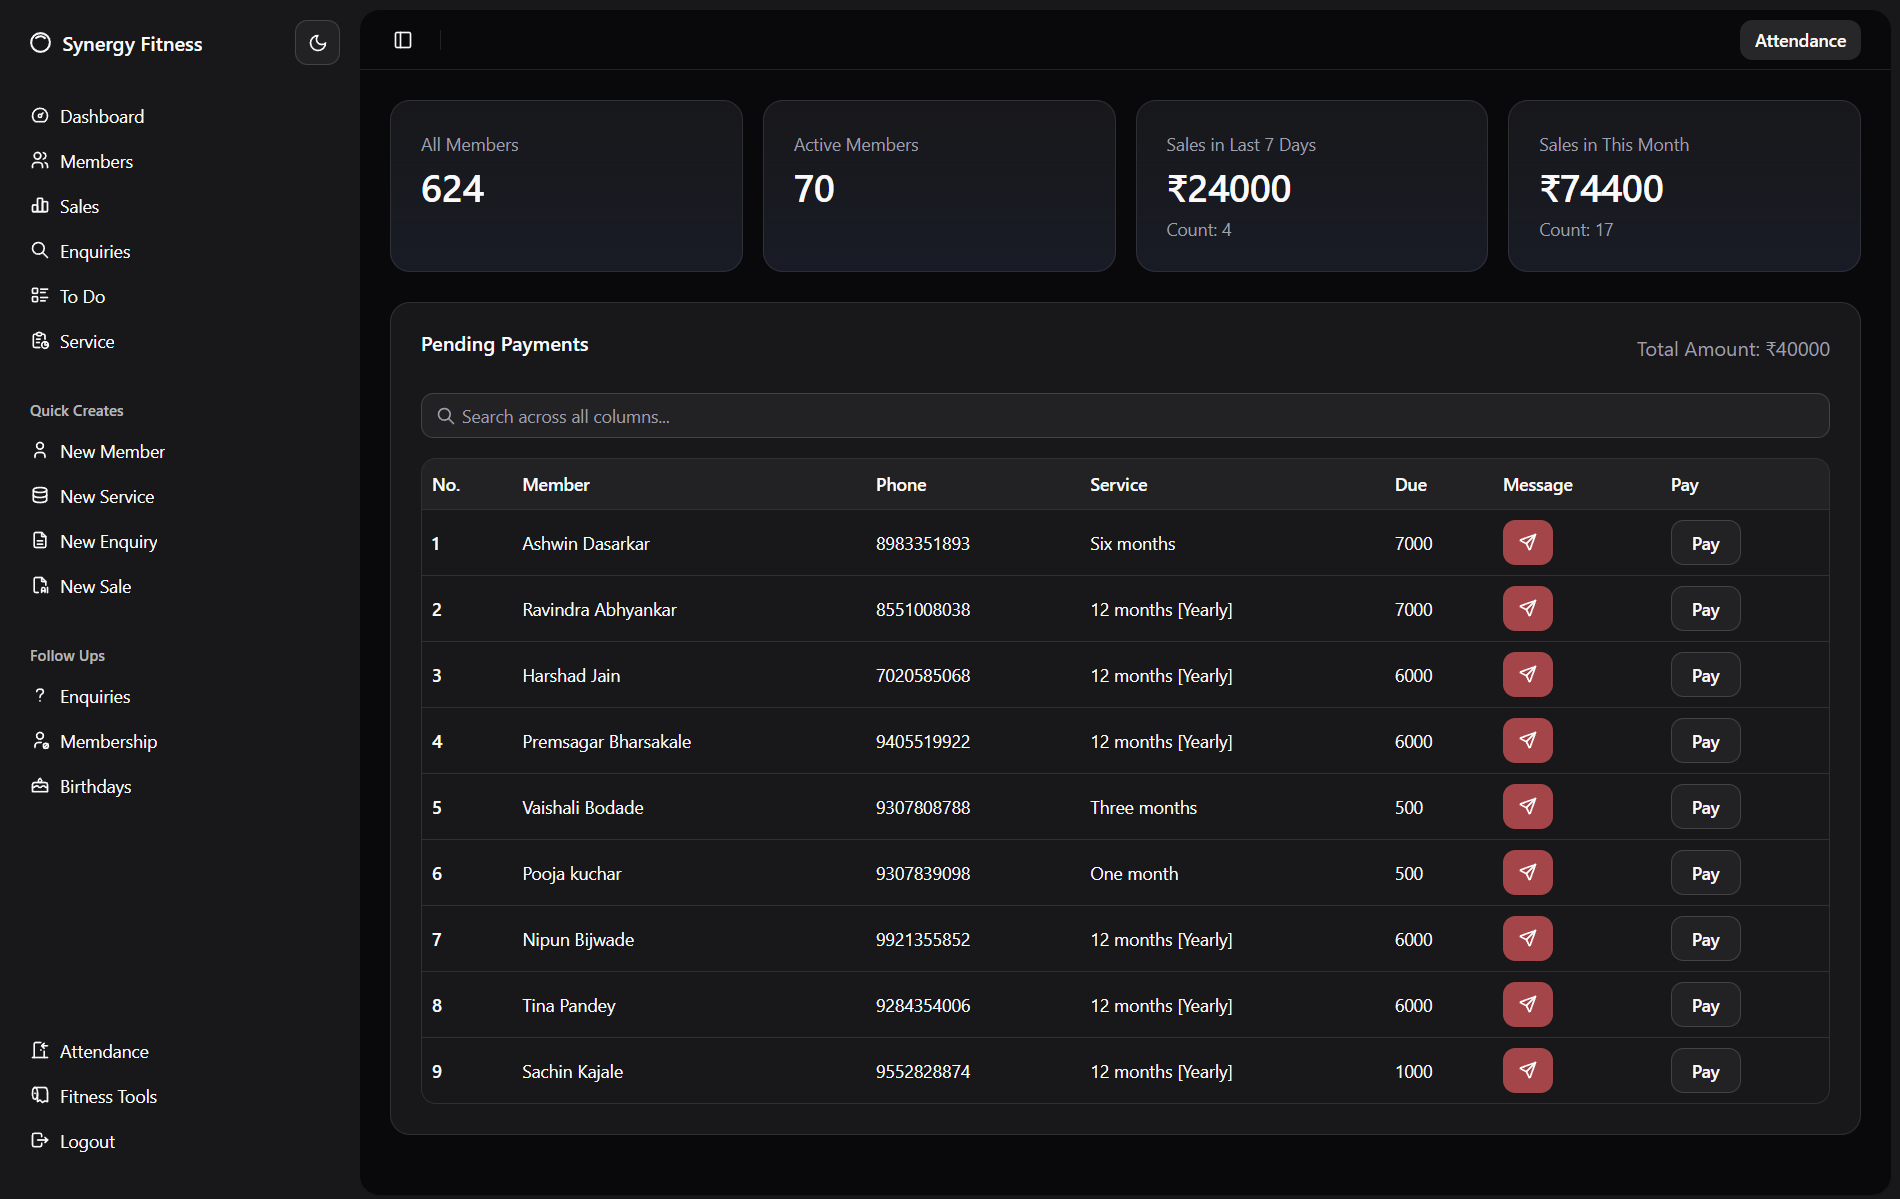 Synergy Fitness
Dashboard
Members
Sales
Enquiries
To Do
Service
Quick Creates
New Member
New Service
New Enquiry
New Sale
Follow Ups
? Enquiries
Membership
Birthdays
Attendance
Fitness Tools
Logout
Attendance
All Members
624
Active Members
70
Sales in Last 7 Days
₹24000
Count: 4
Sales in This Month
₹74400
Count: 17
Pending Payments
Total Amount: ₹40000
Search across all columns...
No. Member Phone Service Due Message Pay
1 Ashwin Dasarkar 8983351893 Six months 7000 Pay
2 Ravindra Abhyankar 8551008038 12 months [Yearly] 7000 Pay
3 Harshad Jain 7020585068 12 months [Yearly] 6000 Pay
4 Premsagar Bharsakale 9405519922 12 months [Yearly] 6000 Pay
5 Vaishali Bodade 9307808788 Three months 500 Pay
6 Pooja kuchar 9307839098 One month 500 Pay
7 Nipun Bijwade 9921355852 12 months [Yearly] 6000 Pay
8 Tina Pandey 9284354006 12 months [Yearly] 6000 Pay
9 Sachin Kajale 9552828874 12 months [Yearly] 1000 Pay